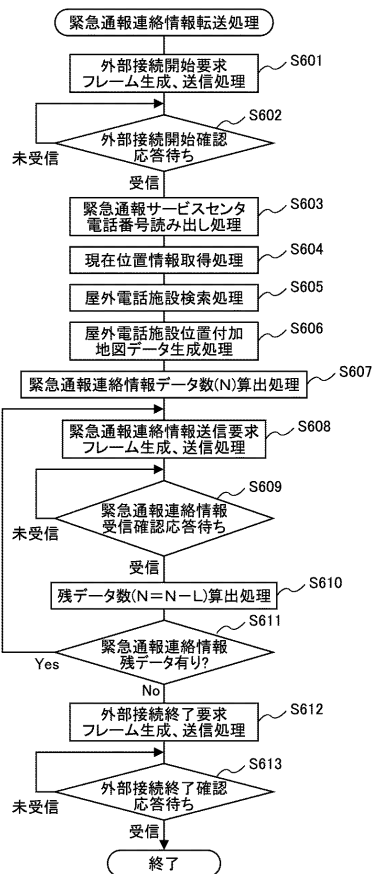 緊急通報連絡情報転送処理
外部接続開始要求
フレーム生成、送信処理
S601
S602
外部接続開始確認
応答待ち
未受信
受信
緊急通報サービスセンタ
電話番号読み出し処理
S603
現在位置情報取得処理
S604
屋外電話施設検索処理
S605
屋外電話施設位置付加
地図データ生成処理
S606
緊急通報連絡情報データ数(N)算出処理
S607
緊急通報連絡情報送信要求
フレーム生成、送信処理
S608
S609
緊急通報連絡情報
受信確認応答待ち
未受信
受信
残データ数(N=N-L)算出処理
S610
S611
緊急通報連絡情報
残データ有り?
Yes
No
外部接続終了要求
フレーム生成、送信処理
S612
S613
外部接続終了確認
応答待ち
未受信
受信
終了